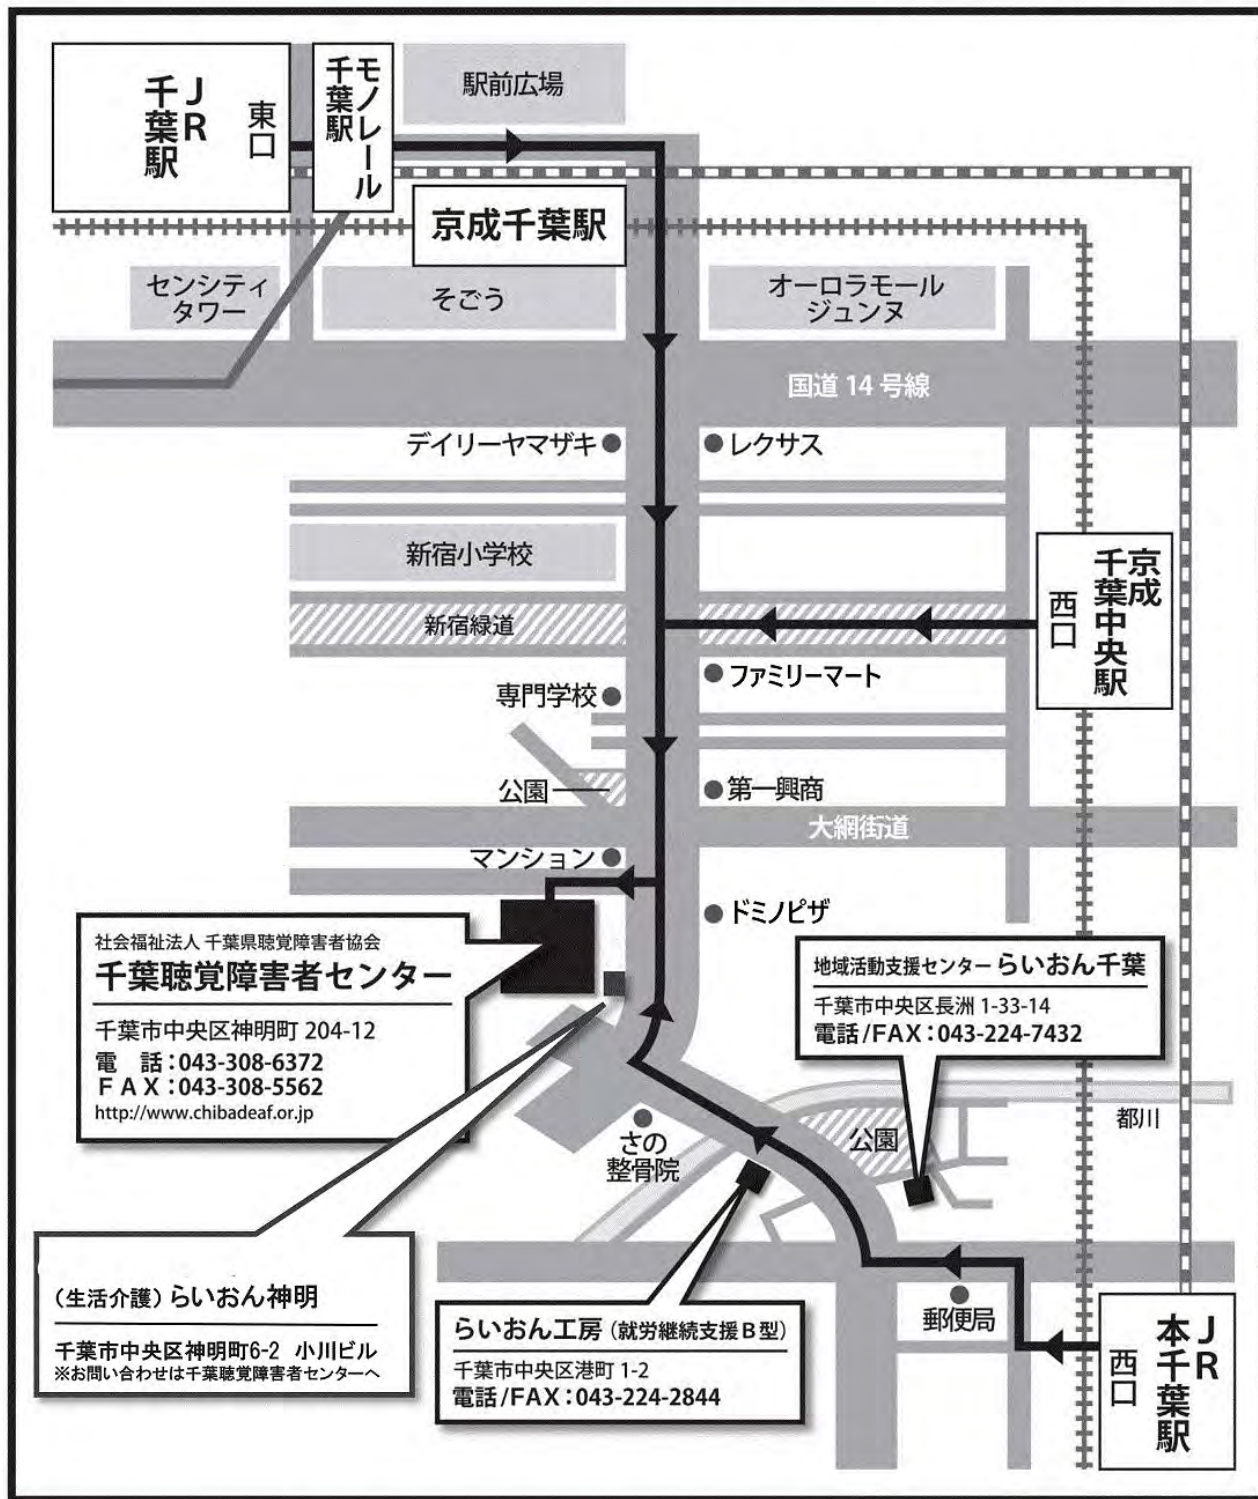 JR
千葉駅
東口
モノレール
千葉駅
駅前広場
京成千葉駅
センシティ
タワー
そごう
オーロラモール
ジュンヌ
国道14号線
デイリーヤマザキ
レクサス
新宿小学校
京成
千葉中央駅
西口
新宿緑道
ファミリーマート
専門学校
公園
第一興商
大網街道
マンション
ドミノピザ
社会福祉法人 千葉県聴覚障害者協会
千葉聴覚障害者センター
千葉市中央区神明町 204-12
電 話:043-308-6372
FAX:043-308-5562
http://www.chibadeaf.or.jp
地域活動支援センター らいおん千葉
千葉市中央区長洲 1-33-14
電話/FAX:043-224-7432
都川
公園
さの
整骨院
(生活介護)らいおん神明
千葉市中央区神明町6-2 小川ビル
※お問い合わせは千葉聴覚障害者センターへ
らいおん工房(就労継続支援B型)
千葉市中央区港町 1-2
電話/FAX:043-224-2844
郵便局
JR
本千葉駅
西口